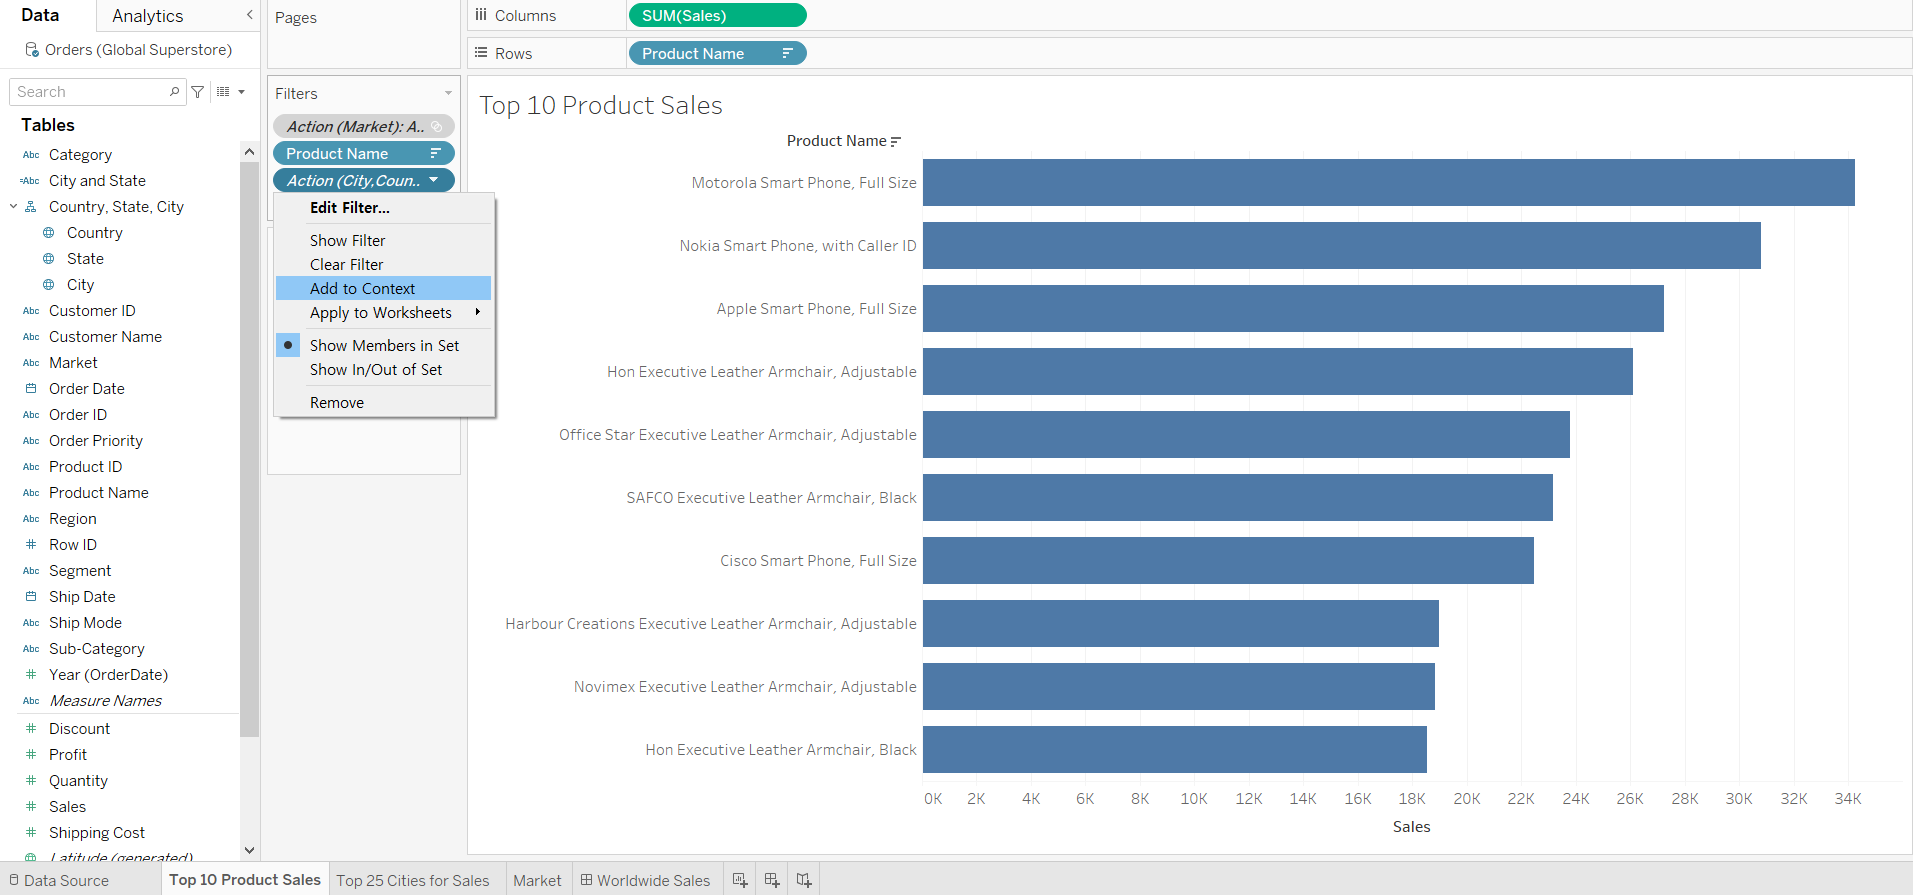 Data
Analytics
Orders (Global Superstore)
Search
Tables
Abc Category
=Abc City and State
Country, State, City
Country
State
City
Abc Customer ID
Abc Customer Name
Abc Market
Order Date
Abc Order ID
Abc Order Priority
Abc Product ID
Abc Product Name
Abc Region
# Row ID
Abc Segment
Ship Date
Abc Ship Mode
Abc Sub-Category
# Year (OrderDate)
Abc Measure Names
# Discount
# Profit
# Quantity
# Sales
# Shipping Cost
Latitude (generated)
Pages
Filters
Action (Market): A..
Product Name
Action (City,Coun..
Edit Filter...
Show Filter
Clear Filter
Add to Context
Apply to Worksheets
Show Members in Set
Show In/Out of Set
Remove
Columns
SUM(Sales)
Rows
Product Name
Top 10 Product Sales
Product Name
Motorola Smart Phone, Full Size
Nokia Smart Phone, with Caller ID
Apple Smart Phone, Full Size
Hon Executive Leather Armchair, Adjustable
Office Star Executive Leather Armchair, Adjustable
SAFCO Executive Leather Armchair, Black
Cisco Smart Phone, Full Size
Harbour Creations Executive Leather Armchair, Adjustable
Novimex Executive Leather Armchair, Adjustable
Hon Executive Leather Armchair, Black
0K 2K 4K 6K 8K 10K 12K 14K 16K 18K 20K 22K 24K 26K 28K 30K 32K 34K
Sales
Data Source
Top 10 Product Sales
Top 25 Cities for Sales
Market
Worldwide Sales